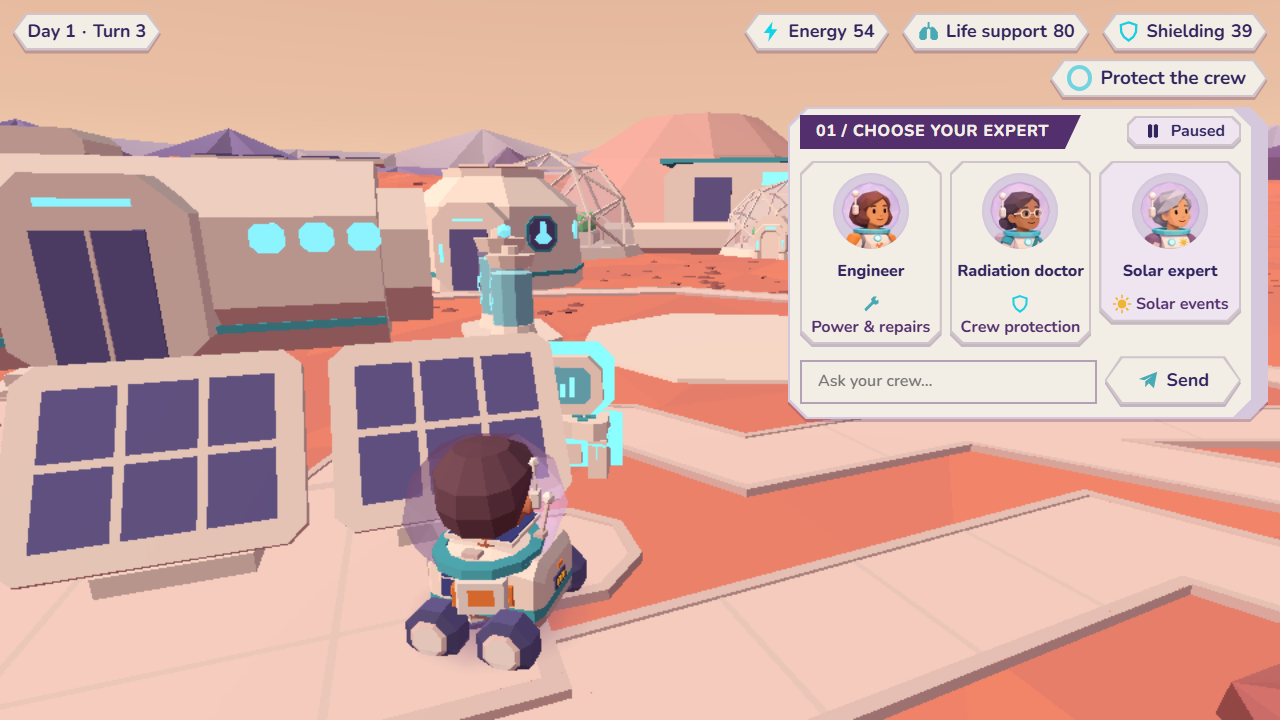 Day 1 · Turn 3
Energy 54
Life support 80
Shielding 39
Protect the crew
01 / CHOOSE YOUR EXPERT
Paused
Engineer
Power & repairs
Radiation doctor
Crew protection
Solar expert
Solar events
Ask your crew...
Send